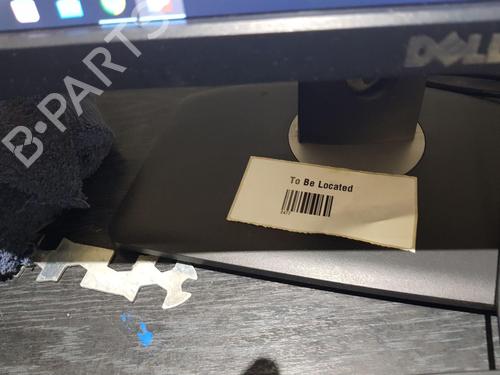 DELL
B-PARTS
To Be Located